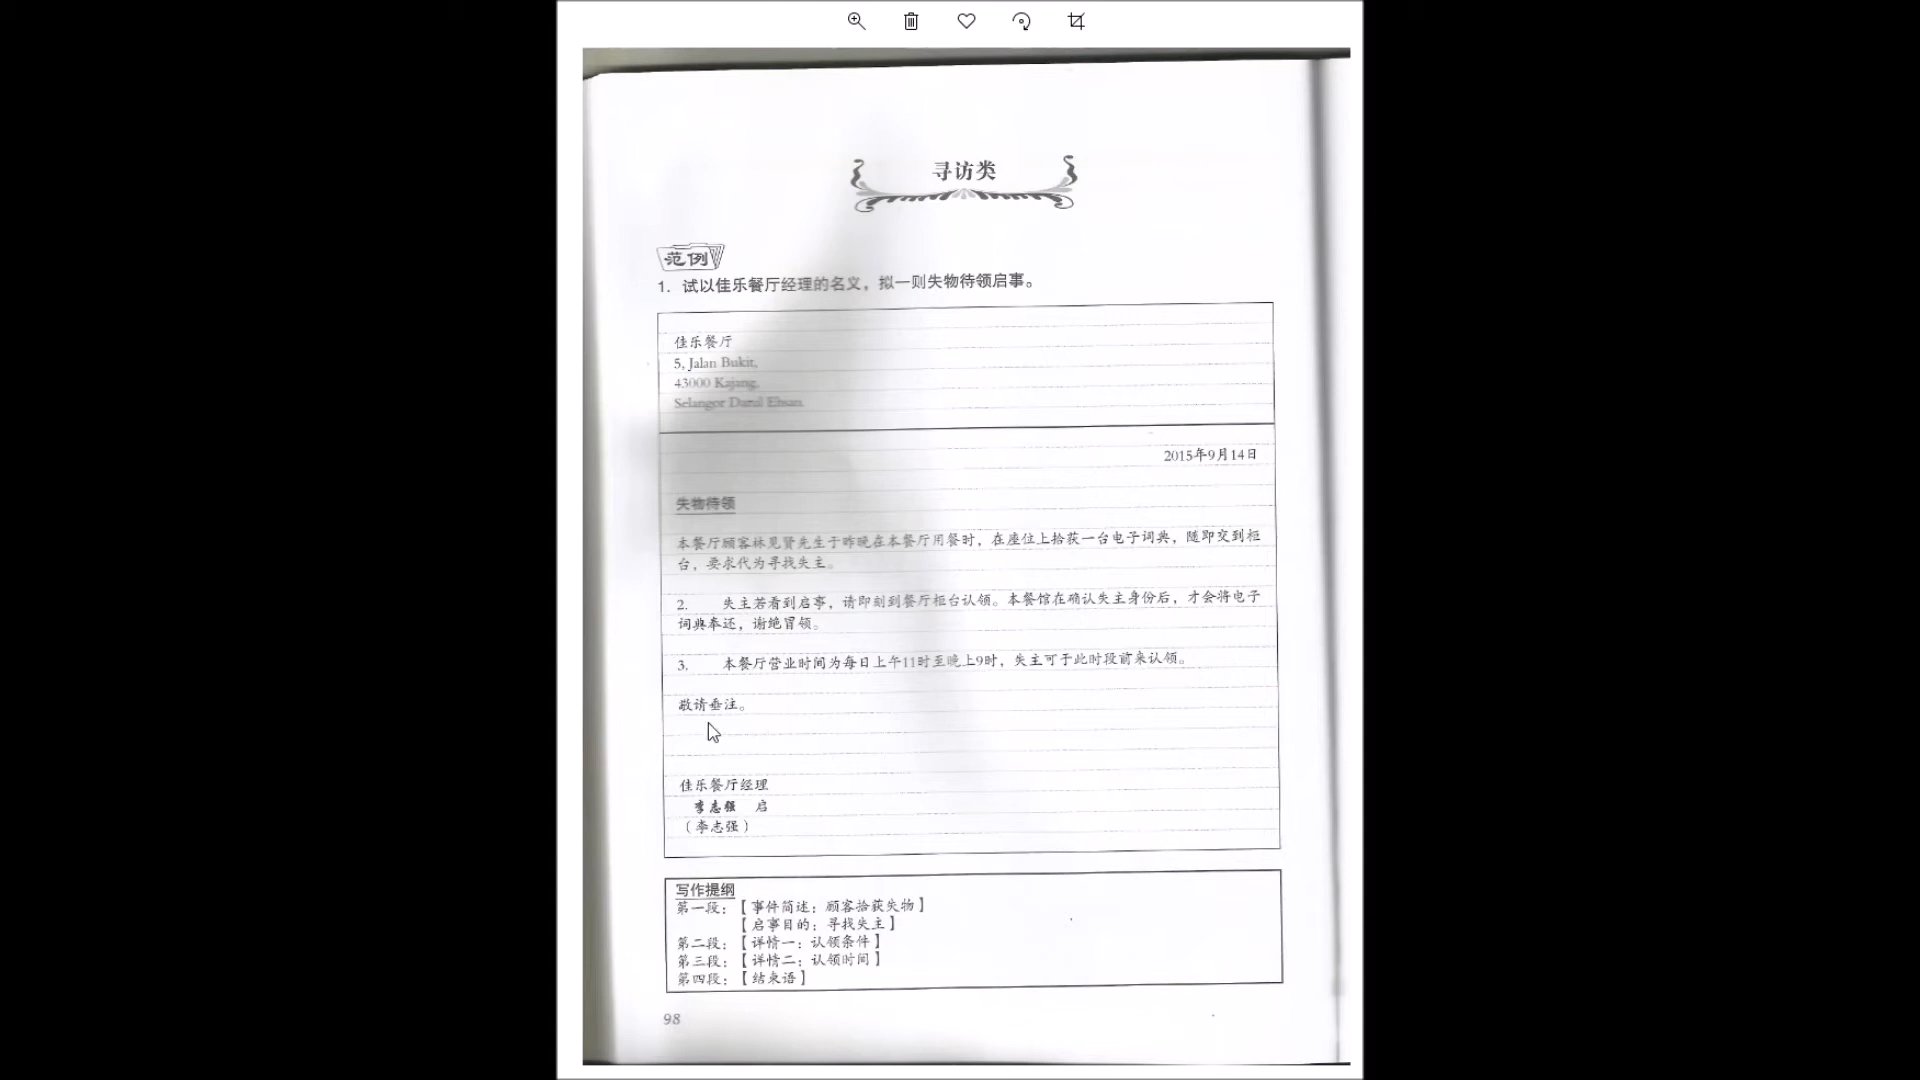 寻访类
范例
1. 试以佳乐餐厅经理的名义，拟一则失物待领启事。
佳乐餐厅
5, Jalan Bukit,
43000 Kajang,
Selangor Darul Ehsan.
2015年9月14日
失物待领
本餐厅顾客林见贤先生于昨晚在本餐厅用餐时，在座位上拾获一台电子词典，随即交到柜
台，要求代为寻找失主。
2. 失主若看到启事，请即刻到餐厅柜台认领。本餐馆在确认失主身份后，才会将电子
词典奉还，谢绝冒领。
3. 本餐厅营业时间为每日上午11时至晚上9时，失主可于此时段前来认领。
敬请垂注。
佳乐餐厅经理
李志强 启
（李志强）
写作提纲
第一段：【事件简述：顾客拾获失物】
【启事目的：寻找失主】
第二段：【详情一：认领条件】
第三段：【详情二：认领时间】
第四段：【结束语】
98